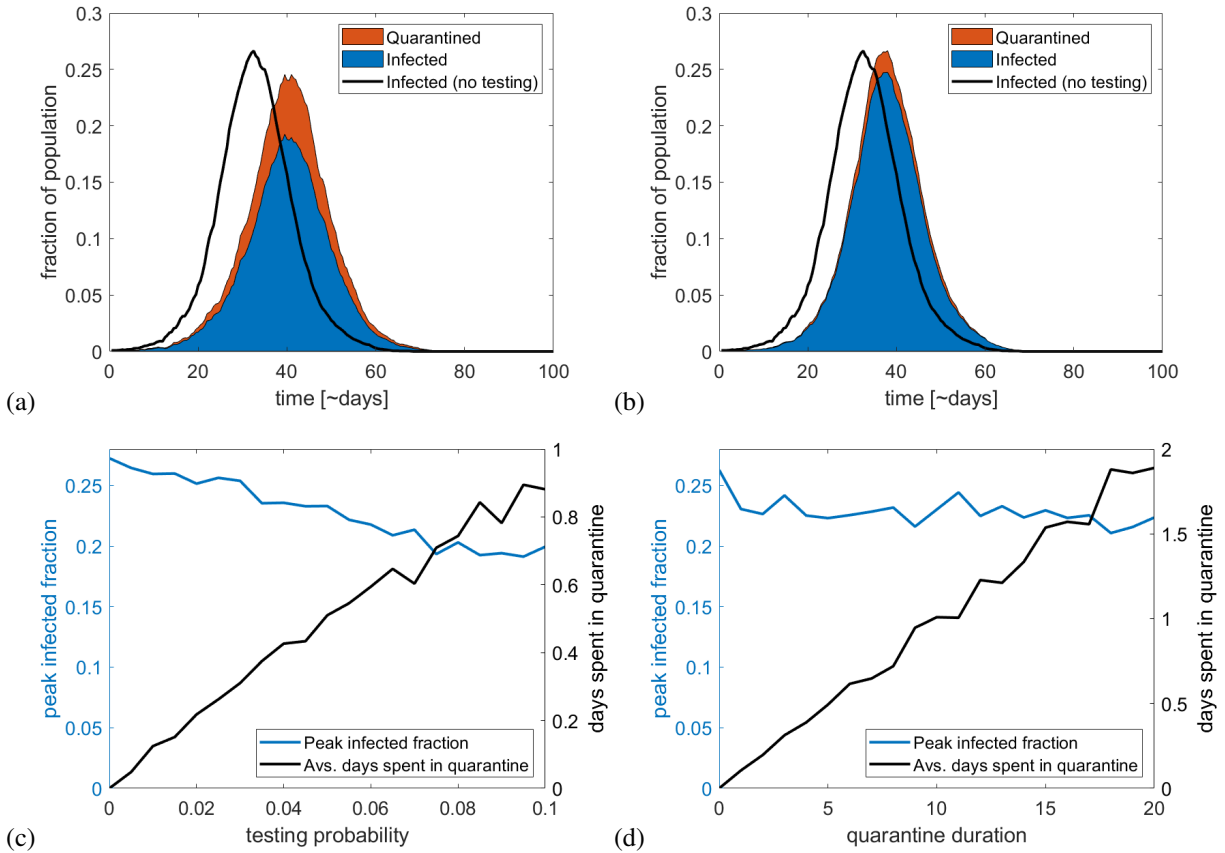 0.3
0.25
0.2
0.15
0.1
0.05
0
fraction of population
Quarantined
Infected
Infected (no testing)
0 20 40 60 80 100
time [~days]
(a)
0.3
0.25
0.2
0.15
0.1
0.05
0
fraction of population
Quarantined
Infected
Infected (no testing)
0 20 40 60 80 100
time [~days]
(b)
0.25
0.2
0.15
0.1
0.05
0
peak infected fraction
1
0.8
0.6
0.4
0.2
0
days spent in quarantine
Peak infected fraction
Avs. days spent in quarantine
0 0.02 0.04 0.06 0.08 0.1
testing probability
(c)
0.25
0.2
0.15
0.1
0.05
0
peak infected fraction
2
1.5
1
0.5
0
days spent in quarantine
Peak infected fraction
Avs. days spent in quarantine
0 5 10 15 20
quarantine duration
(d)